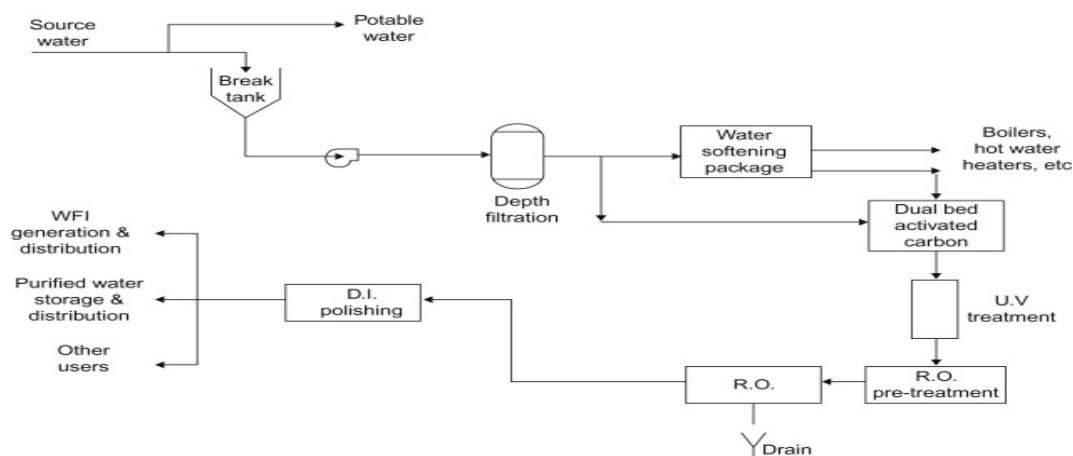 Source
water
Potable
water
Break
tank
Depth
filtration
Water
softening
package
Boilers,
hot water
heaters, etc
Dual bed
activated
carbon
U.V
treatment
R.O.
pre-treatment
R.O.
Drain
D.I.
polishing
WFI
generation &
distribution
Purified water
storage &
distribution
Other
users